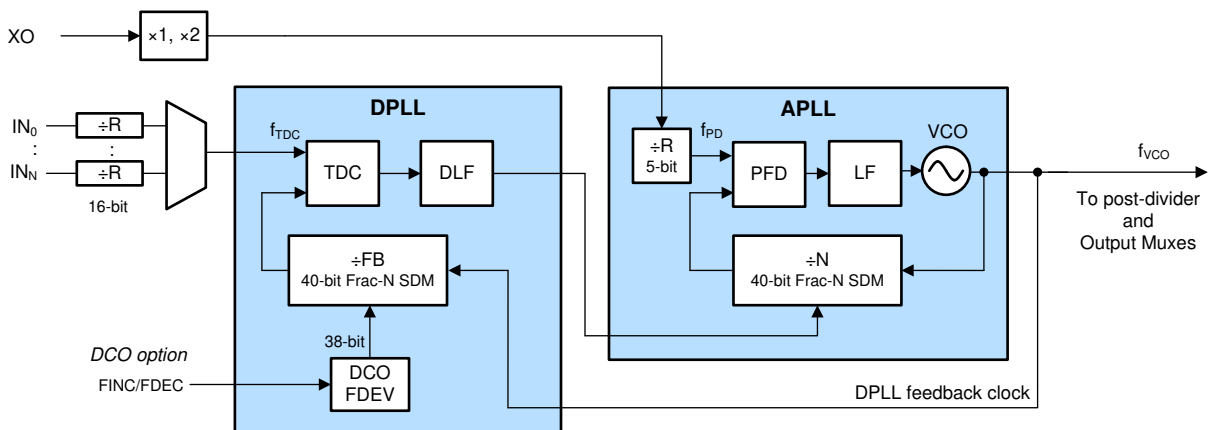 XO
×1, ×2
IN0
:
INN
÷R
:
÷R
16-bit
DPLL
fTDC
TDC
DLF
÷FB
40-bit Frac-N SDM
38-bit
DCO option
FINC/FDEC
DCO
FDEV
APLL
÷R
5-bit
fPD
PFD
LF
VCO
÷N
40-bit Frac-N SDM
fVCO
To post-divider
and
Output Muxes
DPLL feedback clock